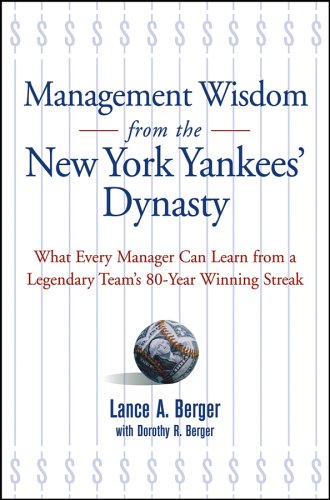 Management Wisdom
from the
New York Yankees'
Dynasty
What Every Manager Can Learn from a
Legendary Team's 80-Year Winning Streak
Lance A. Berger
with Dorothy R. Berger